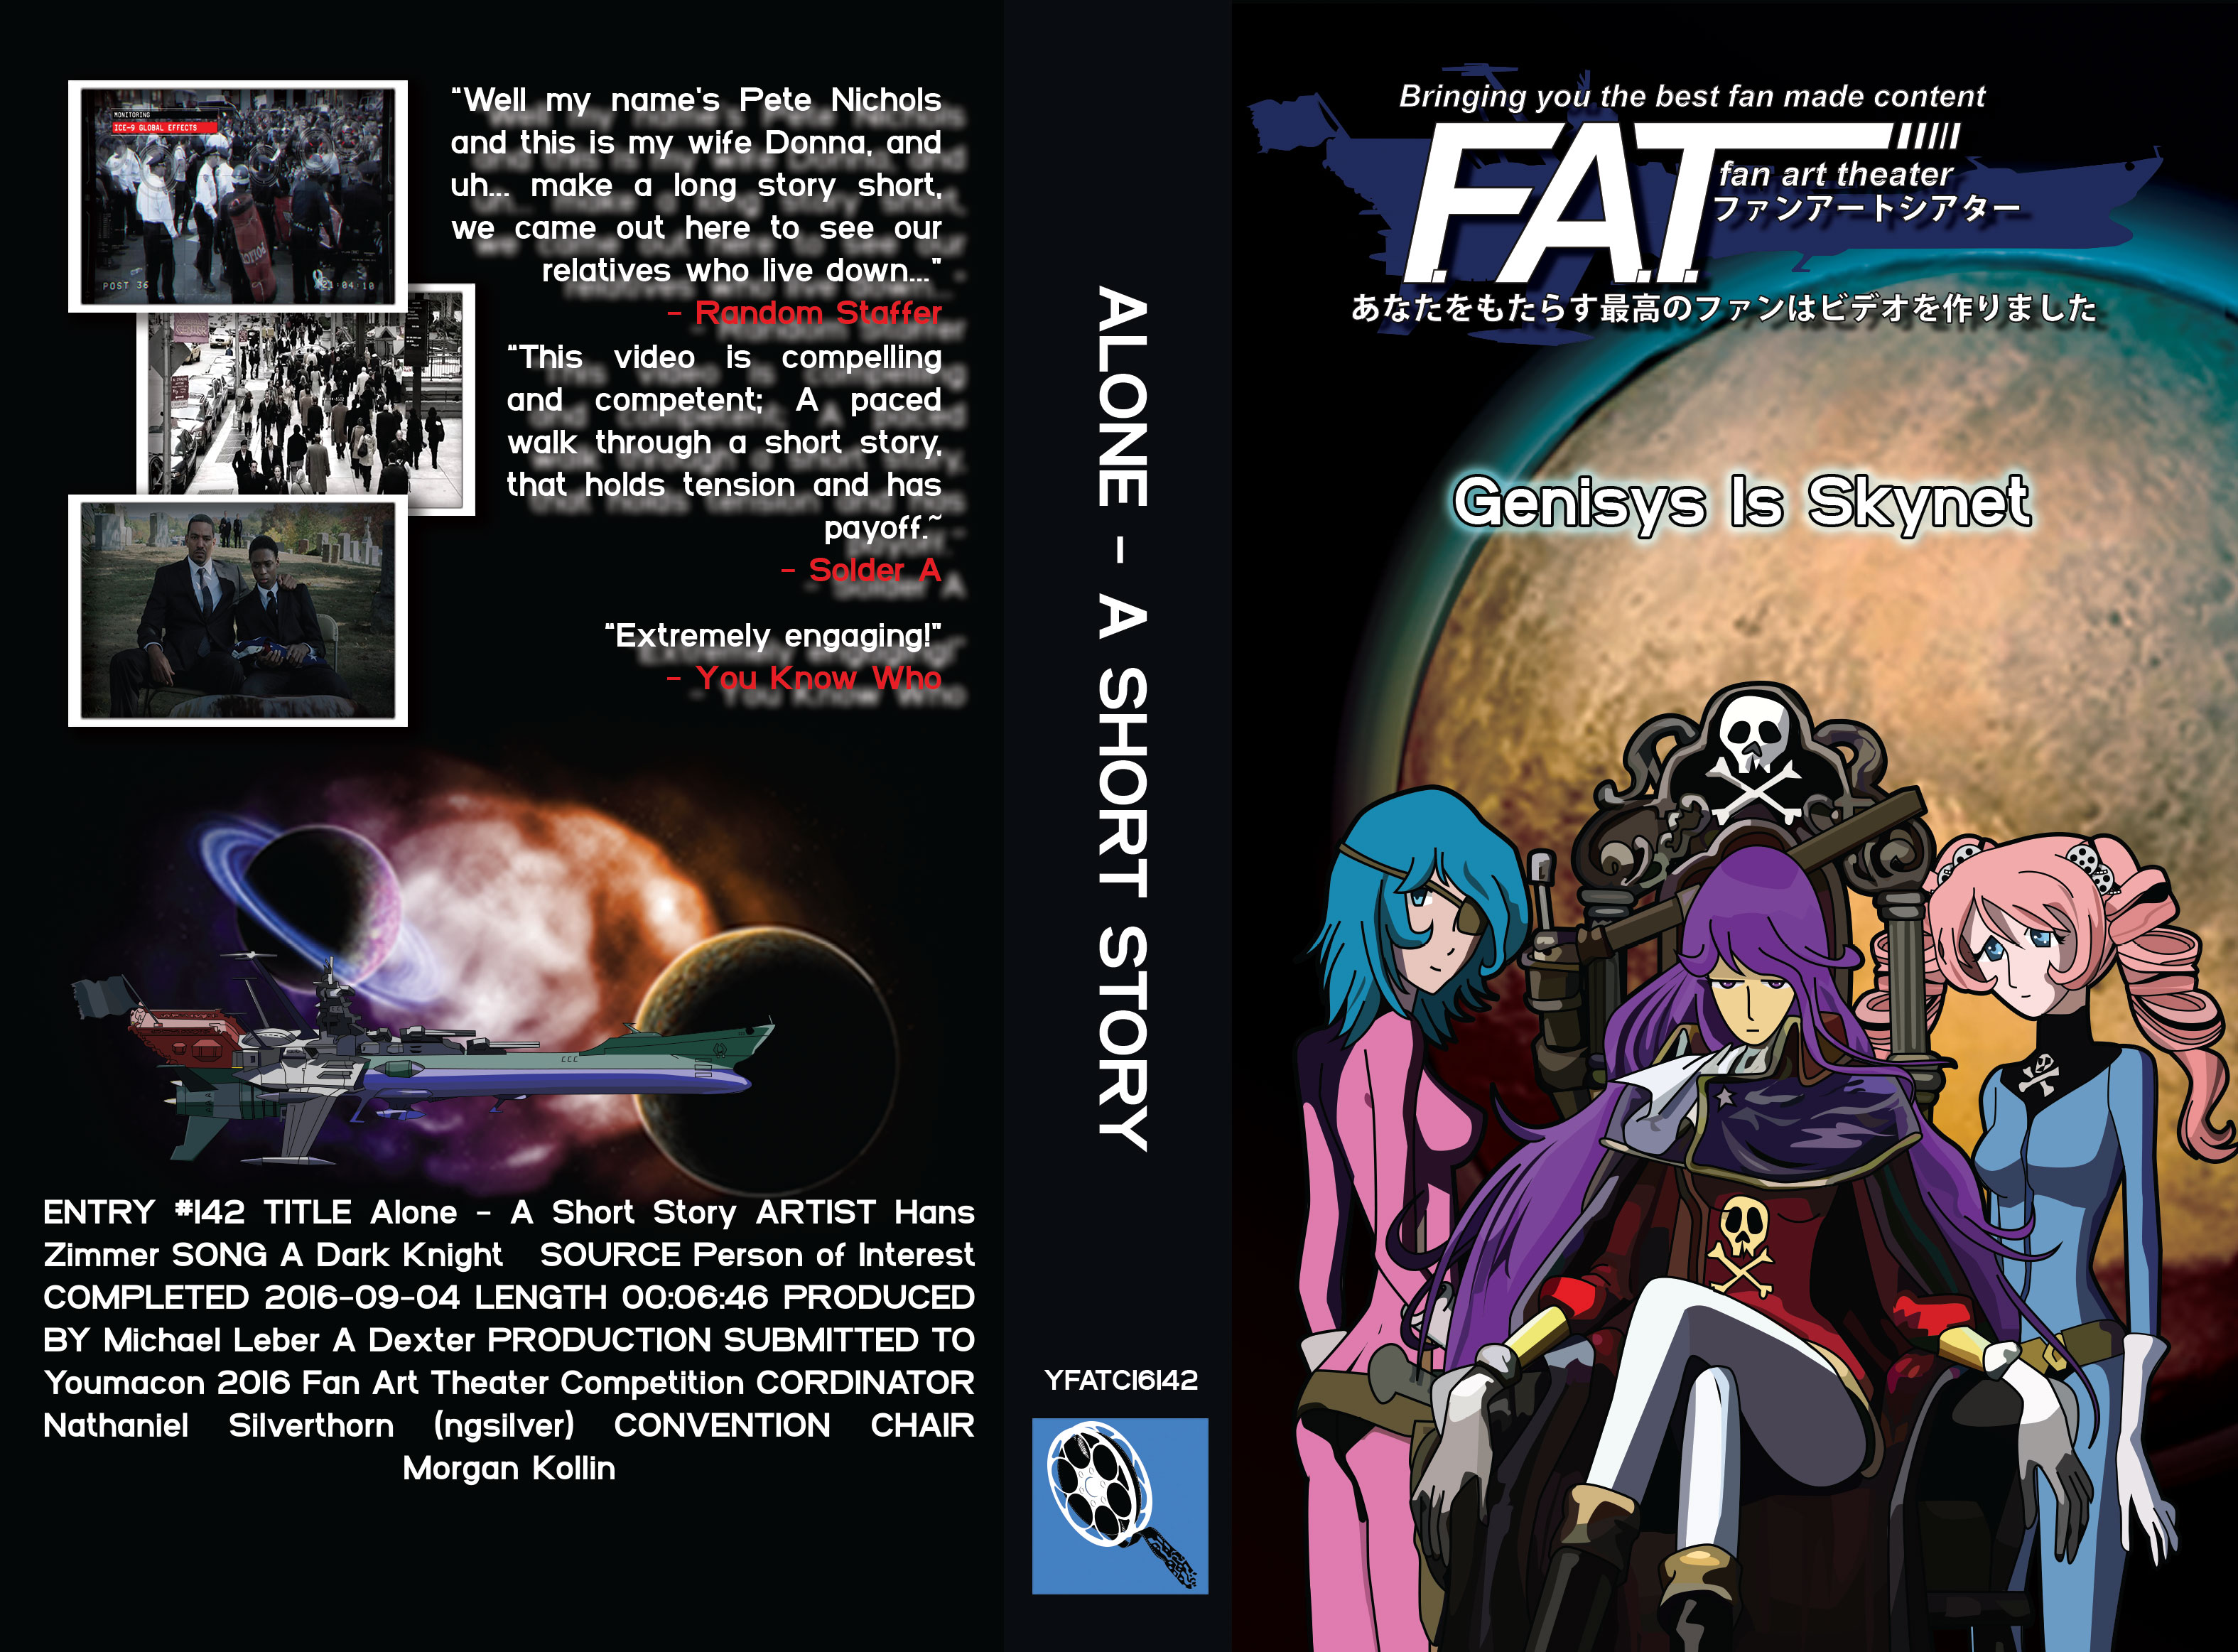 MONITORING
ICE-9 GLOBAL EFFECTS
POLICE
POST 36
21:04:10
“Well my name's Pete Nichols
and this is my wife Donna, and
uh... make a long story short,
we came out here to see our
relatives who live down...”
- Random Staffer
“This video is compelling
and competent; A paced
walk through a short story,
that holds tension and has
payoff.~
- Solder A
“Extremely engaging!”
- You Know Who
ENTRY #142 TITLE Alone - A Short Story ARTIST Hans
Zimmer SONG A Dark Knight SOURCE Person of Interest
COMPLETED 2016-09-04 LENGTH 00:06:46 PRODUCED
BY Michael Leber A Dexter PRODUCTION SUBMITTED TO
Youmacon 2016 Fan Art Theater Competition CORDINATOR
Nathaniel Silverthorn (ngsilver) CONVENTION CHAIR
Morgan Kollin
ALONE - A SHORT STORY
YFATC16142
Bringing you the best fan made content
F.A.T.
fan art theater
ファンアートシアター
あなたをもたらす最高のファンはビデオを作りました
Genisys Is Skynet